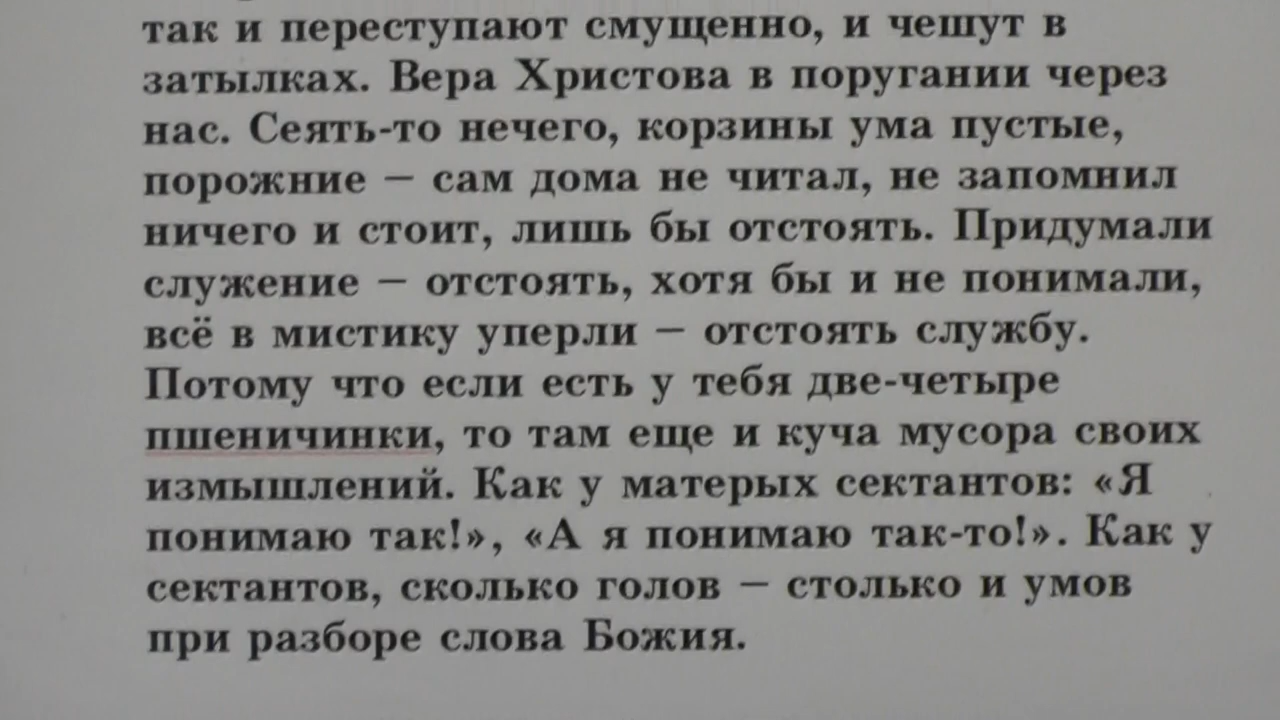 так и переступают смущенно, и чешут в
затылках. Вера Христова в поругании через
нас. Сеять-то нечего, корзины ума пустые,
порожние — сам дома не читал, не запомнил
ничего и стоит, лишь бы отстоять. Придумали
служение — отстоять, хотя бы и не понимали,
всё в мистику уперли — отстоять службу.
Потому что если есть у тебя две-четыре
пшеничинки, то там еще и куча мусора своих
измышлений. Как у матерых сектантов: «Я
понимаю так!», «А я понимаю так-то!». Как у
сектантов, сколько голов — столько и умов
при разборе слова Божия.